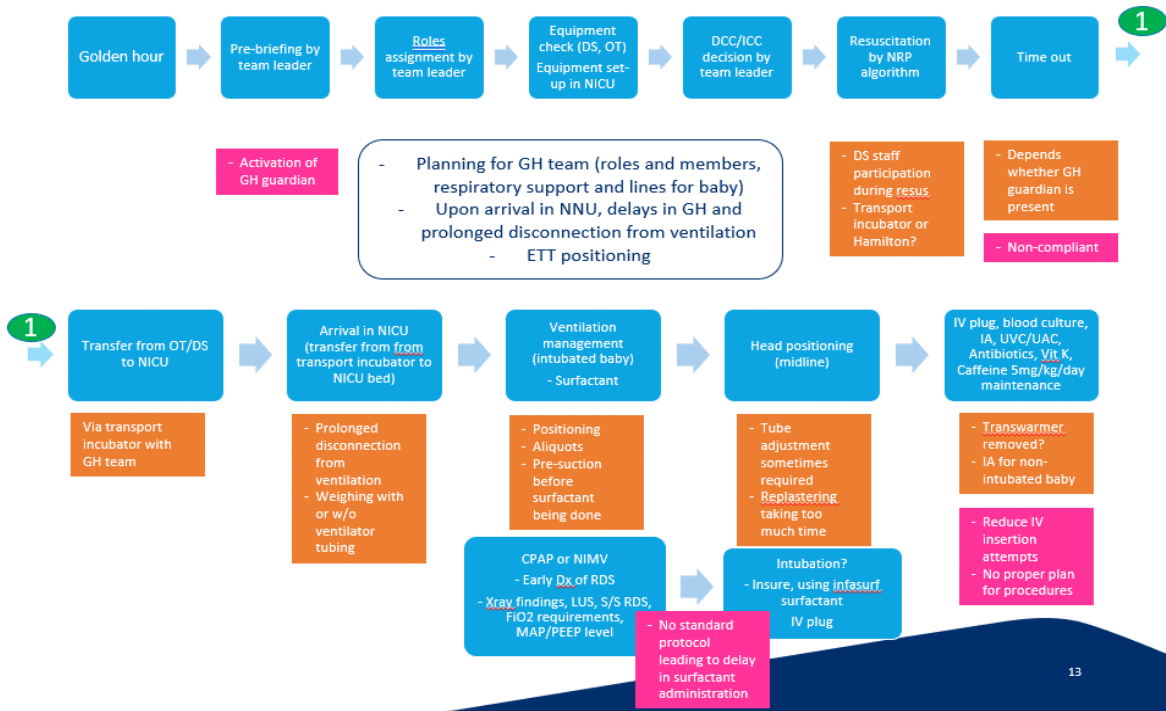 Golden hour
Pre-briefing by
team leader
Roles
assignment by
team leader
Equipment
check (DS, OT)
Equipment set-
up in NICU
DCC/ICC
decision by
team leader
Resuscitation
by NRP
algorithm
Time out
1
- Activation of
GH guardian
- Planning for GH team (roles and members,
respiratory support and lines for baby)
- Upon arrival in NNU, delays in GH and
prolonged disconnection from ventilation
- ETT positioning
- DS staff
participation
during resus
- Transport
incubator or
Hamilton?
- Depends
whether GH
guardian is
present
- Non-compliant
1
Transfer from OT/DS
to NICU
Arrival in NICU
(transfer from from
transport incubator to
NICU bed)
Ventilation
management
(intubated baby)
- Surfactant
Head positioning
(midline)
IV plug, blood culture,
IA, UVC/UAC,
Antibiotics, Vit K,
Caffeine 5mg/kg/day
maintenance
Via transport
incubator with
GH team
- Prolonged
disconnection
from
ventilation
- Weighing with
or w/o
ventilator
tubing
- Positioning
- Aliquots
- Pre-suction
before
surfactant
being done
- Tube
adjustment
sometimes
required
- Replastering
taking too
much time
- Transwarmer
removed?
- IA for non-
intubated baby
- Reduce IV
insertion
attempts
- No proper plan
for procedures
CPAP or NIMV
- Early Dx of RDS
- Xray findings, LUS, S/S RDS,
FiO2 requirements,
MAP/PEEP level
Intubation?
- Insure, using infasurf
surfactant
IV plug
- No standard
protocol
leading to delay
in surfactant
administration
13